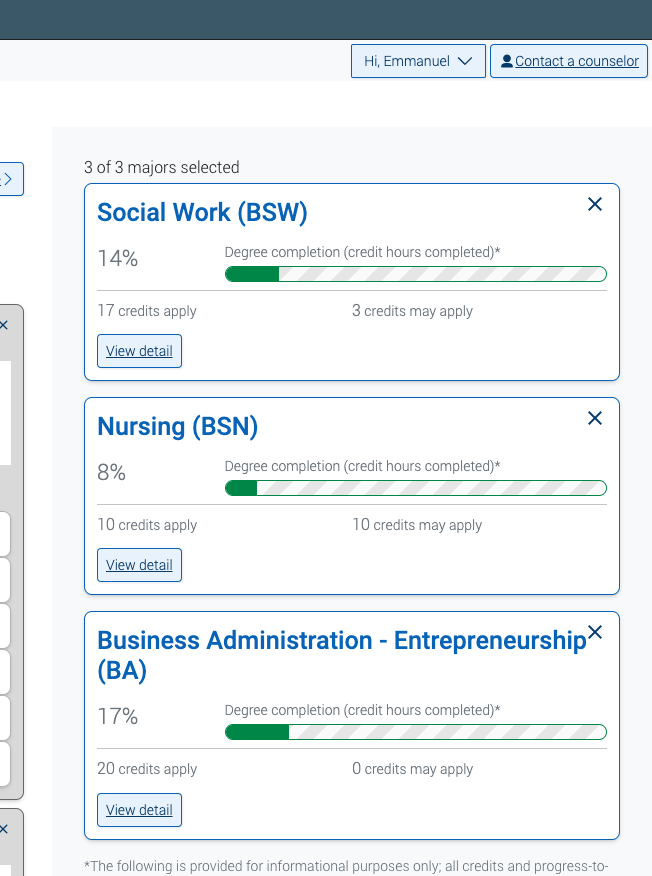 Hi, Emmanuel
Contact a counselor
3 of 3 majors selected
Social Work (BSW)
14%
Degree completion (credit hours completed)*
17 credits apply
3 credits may apply
View detail
Nursing (BSN)
8%
Degree completion (credit hours completed)*
10 credits apply
10 credits may apply
View detail
Business Administration - Entrepreneurship
(BA)
17%
Degree completion (credit hours completed)*
20 credits apply
0 credits may apply
View detail
*The following is provided for informational purposes only; all credits and progress-to-